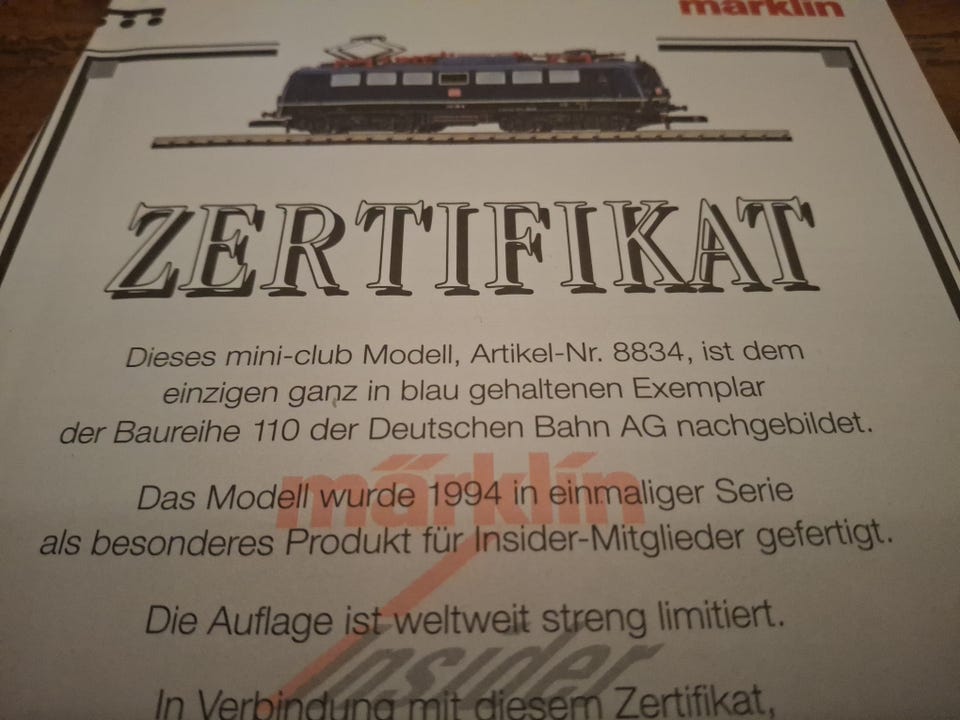 märklin
ZERTIFIKAT
Dieses mini-club Modell, Artikel-Nr. 8834, ist dem
einzigen ganz in blau gehaltenen Exemplar
der Baureihe 110 der Deutschen Bahn AG nachgebildet.
märklin
Das Modell wurde 1994 in einmaliger Serie
als besonderes Produkt für Insider-Mitglieder gefertigt.
Die Auflage ist weltweit streng limitiert.
Insider
In Verbindung mit diesem Zertifikat,